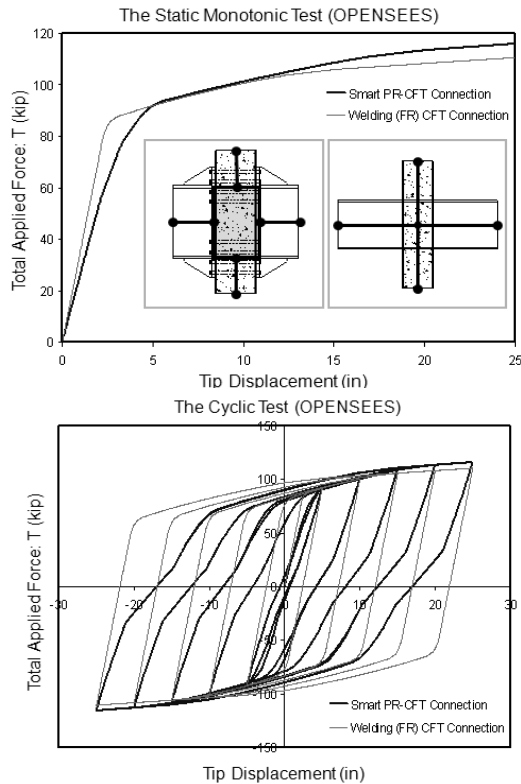 The Static Monotonic Test (OPENSEES)
Total Applied Force: T (kip)
120
100
80
60
40
20
0
Smart PR-CFT Connection
Welding (FR) CFT Connection
0 5 10 15 20 25
Tip Displacement (in)
The Cyclic Test (OPENSEES)
Total Applied Force: T (kip)
150
100
50
0
-50
-100
-150
-30 -20 -10 0 10 20 30
Smart PR-CFT Connection
Welding (FR) CFT Connection
Tip Displacement (in)